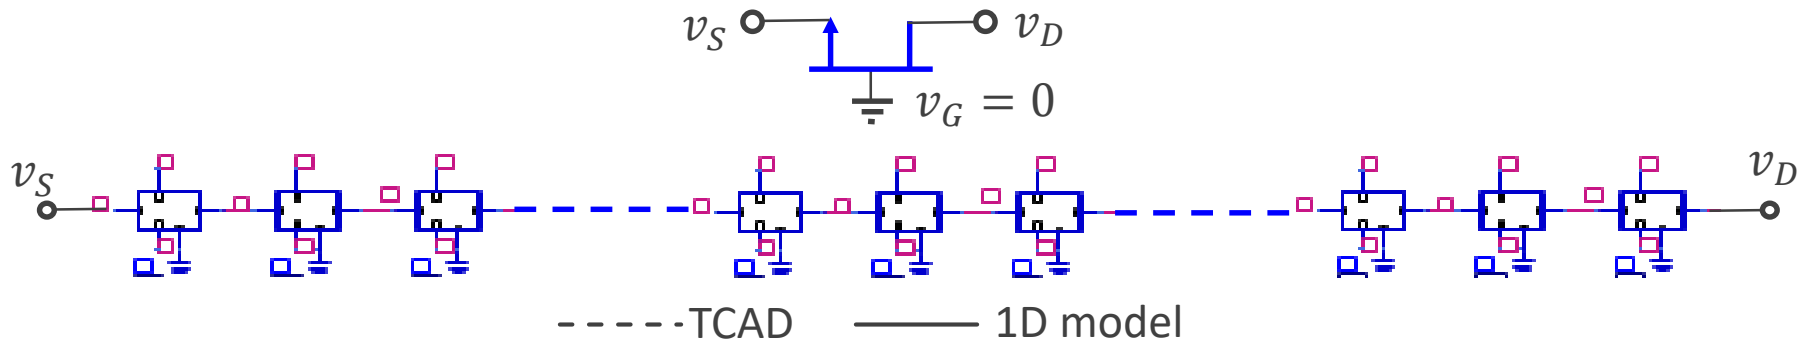 v_S
v_D
v_G = 0
v_S
v_D
TCAD
1D model